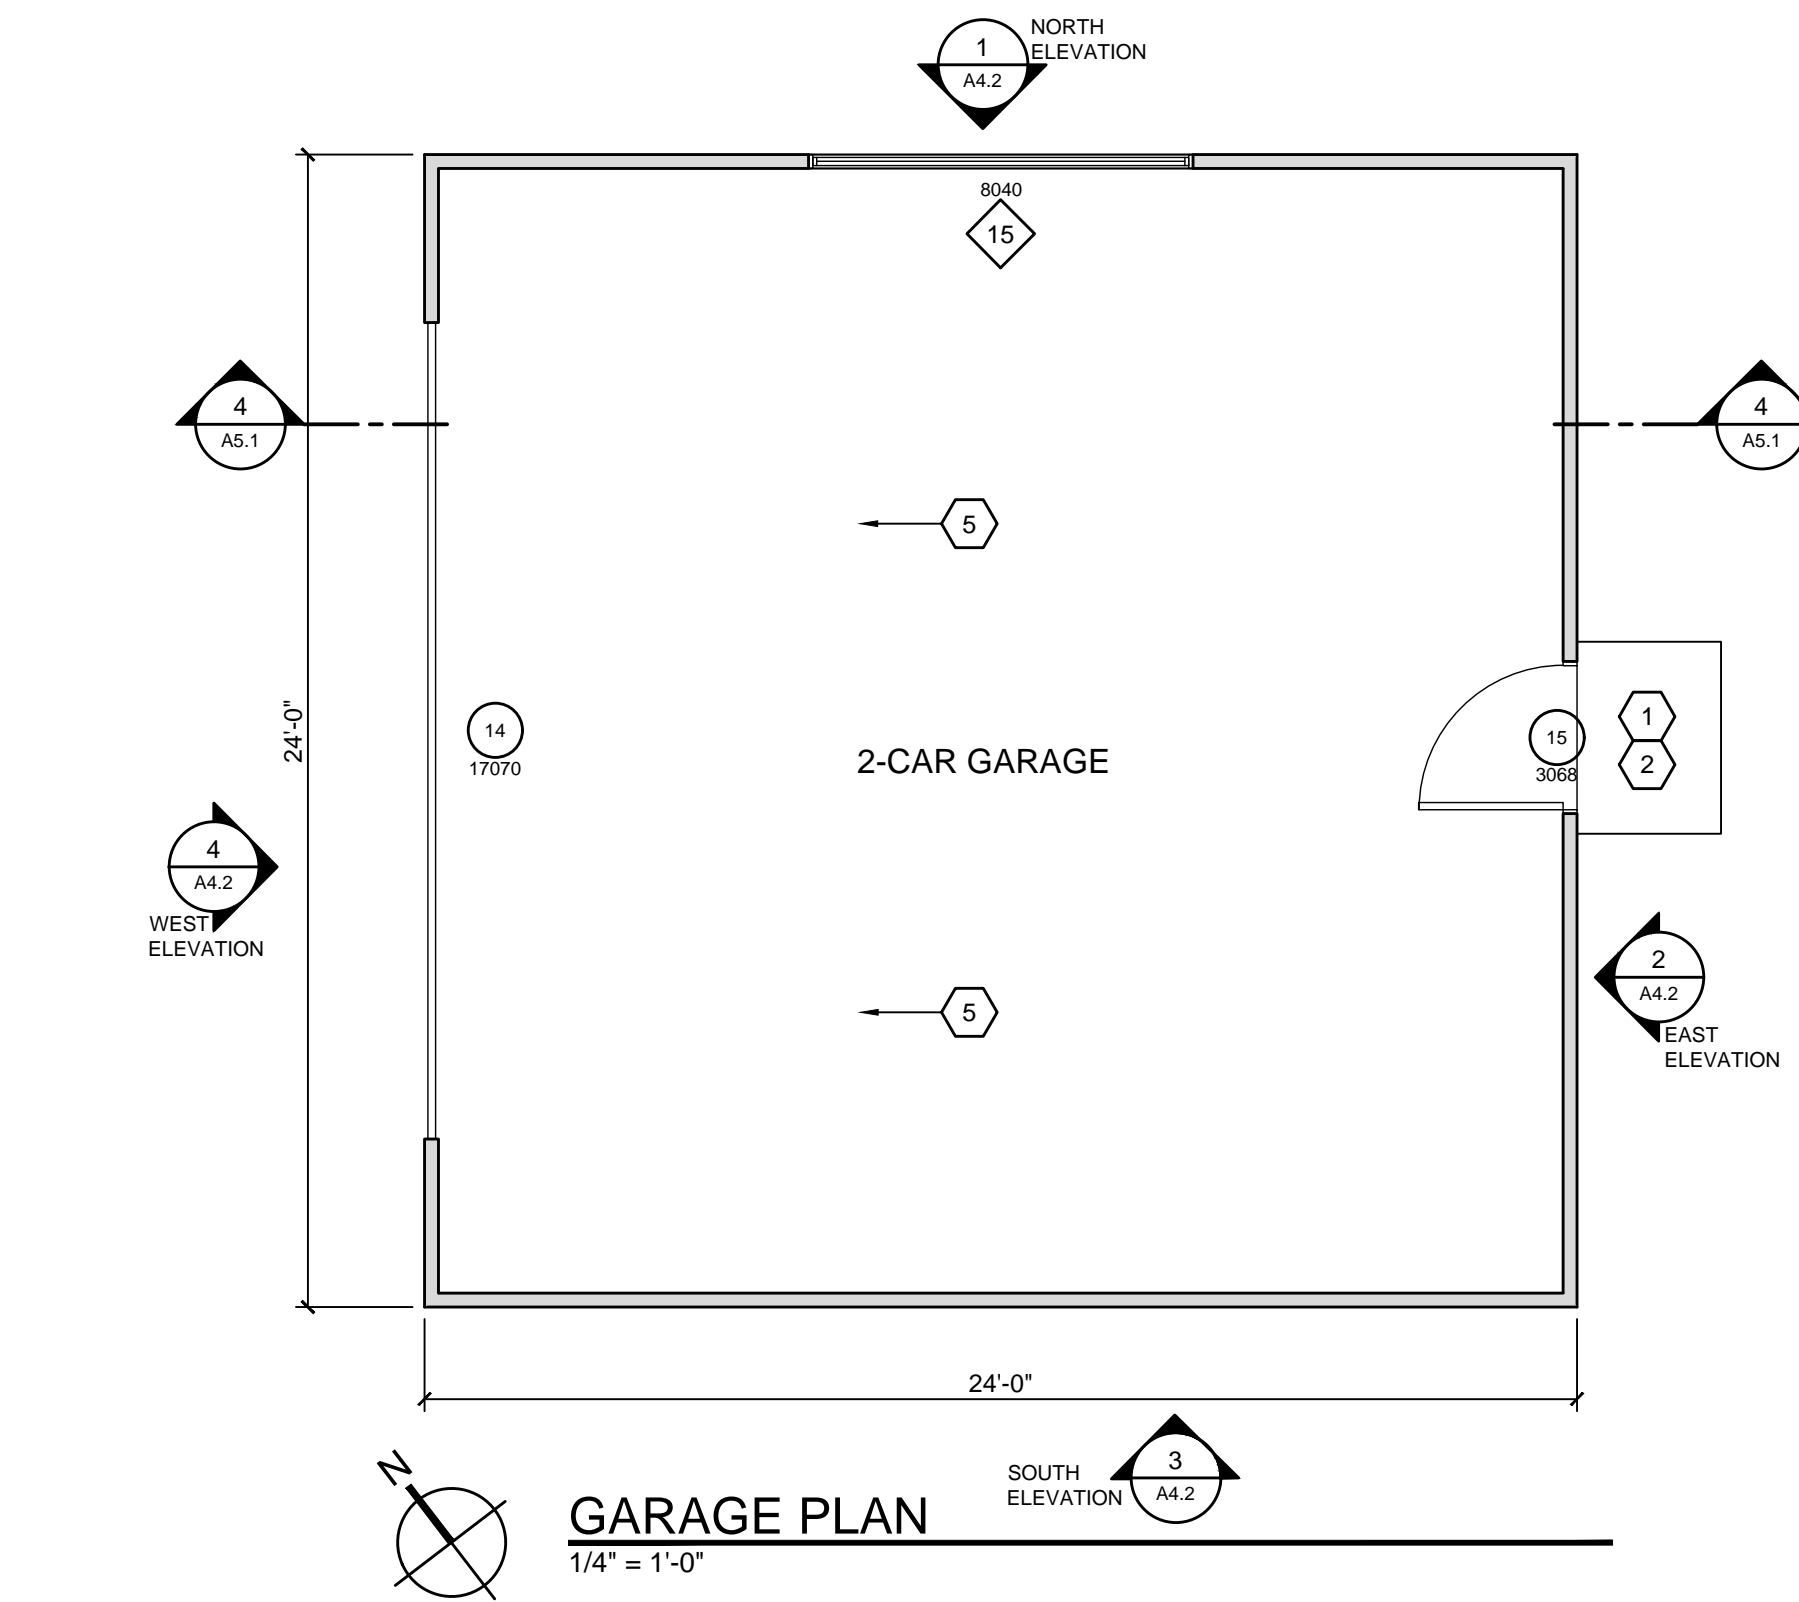 NORTH
ELEVATION
1
A4.2
8040
15
4
A5.1
4
A5.1
5
24'-0"
14
17070
2-CAR GARAGE
15
3068
1
2
4
A4.2
WEST
ELEVATION
2
A4.2
EAST
ELEVATION
5
24'-0"
N
SOUTH
ELEVATION
3
A4.2
GARAGE PLAN
1/4" = 1'-0"